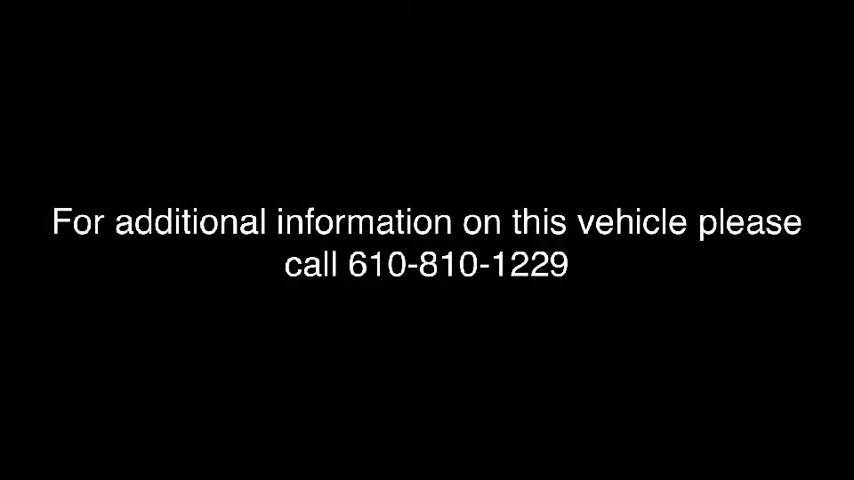 For additional information on this vehicle please
call 610-810-1229